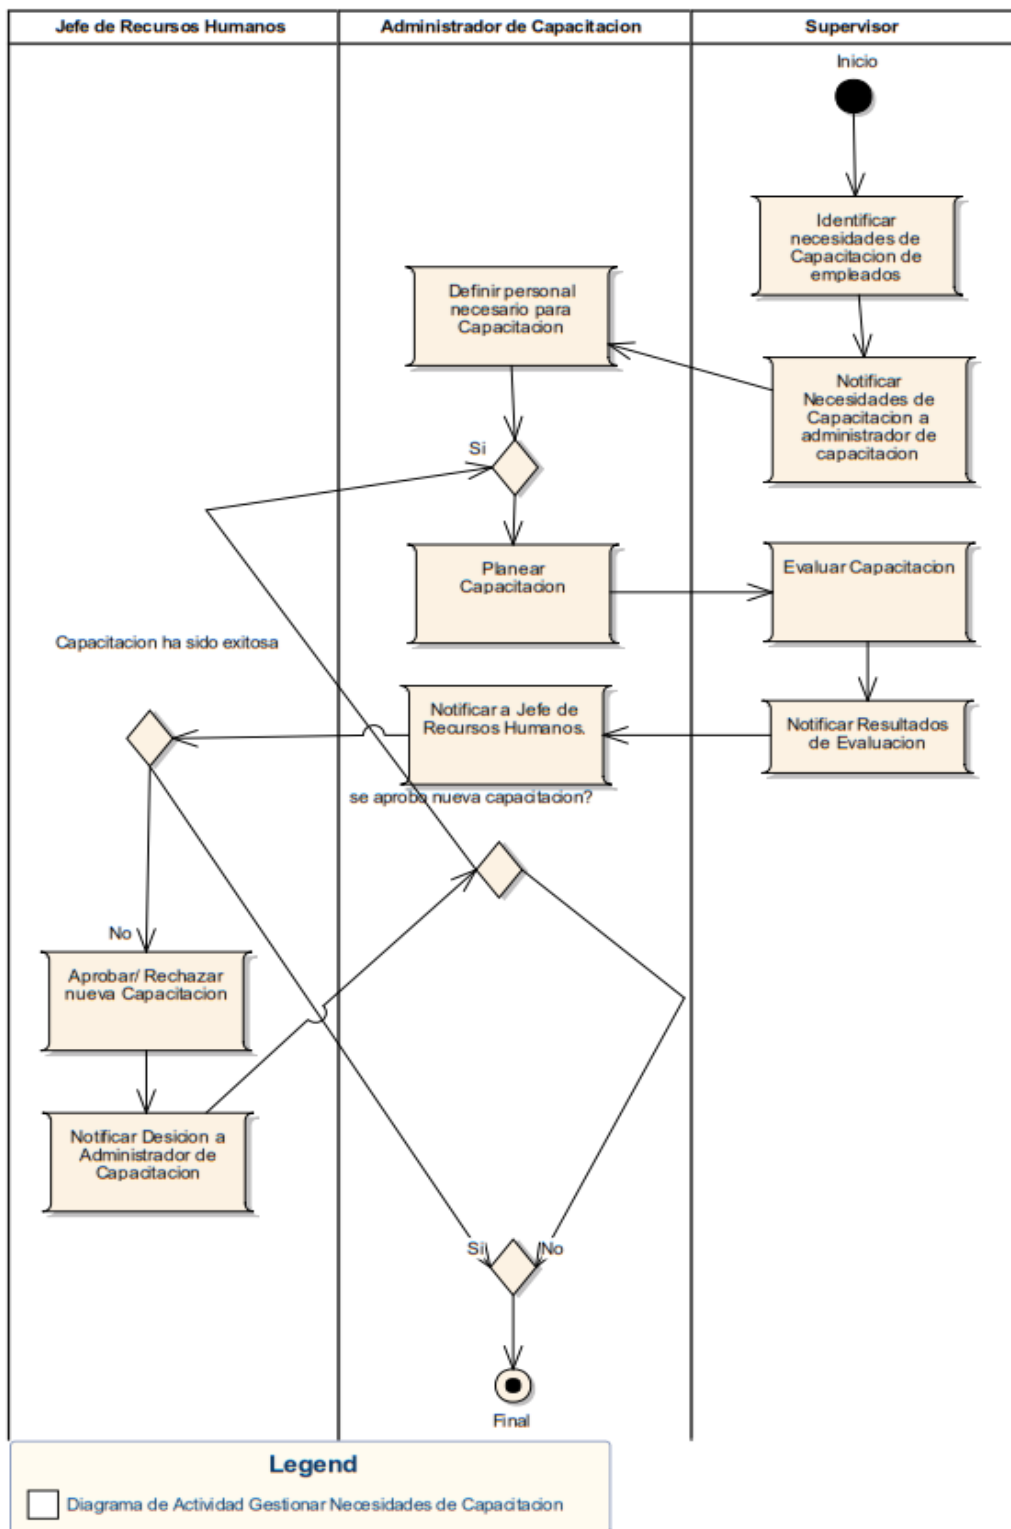 Jefe de Recursos Humanos
Administrador de Capacitacion
Supervisor
Inicio
Identificar
necesidades de
Capacitacion de
empleados
Definir personal
necesario para
Capacitacion
Notificar
Necesidades de
Capacitacion a
administrador de
capacitacion
Si
Planear
Capacitacion
Evaluar Capacitacion
Capacitacion ha sido exitosa
Notificar a Jefe de
Recursos Humanos.
Notificar Resultados
de Evaluacion
se aprobo nueva capacitacion?
No
Aprobar/ Rechazar
nueva Capacitacion
Notificar Desicion a
Administrador de
Capacitacion
Si
No
Final
Legend
Diagrama de Actividad Gestionar Necesidades de Capacitacion